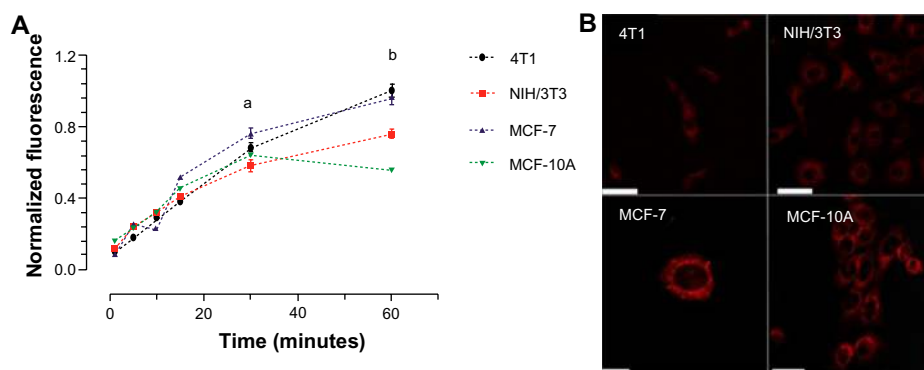 A
1.2
0.8
0.4
0.0
Normalized fluorescence
a
b
0
20
40
60
Time (minutes)
4T1
NIH/3T3
MCF-7
MCF-10A
B
4T1
NIH/3T3
MCF-7
MCF-10A